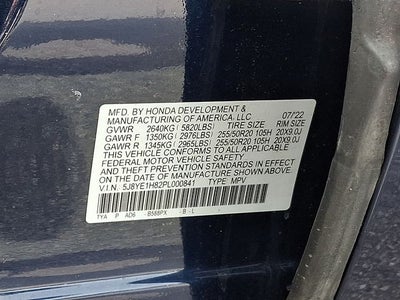 MFD. BY HONDA DEVELOPMENT &
MANUFACTURING OF AMERICA, LLC 07/22
GVWR 2640KG( 5820LBS) TIRE SIZE RIM SIZE
GAWR F 1350KG( 2976LBS) 255/50R20 105H 20X9.0J
GAWR R 1345KG( 2965LBS) 255/50R20 105H 20X9.0J
THIS VEHICLE CONFORMS TO ALL APPLICABLE
FEDERAL MOTOR VEHICLE SAFETY
AND THEFT PREVENTION STANDARDS IN EFFECT
ON THE DATE OF MANUFACTURE SHOWN ABOVE.
V.I.N. 5J8YE1H82PL000841 TYPE MPV
TYA P AD6 -B588PX -B -L